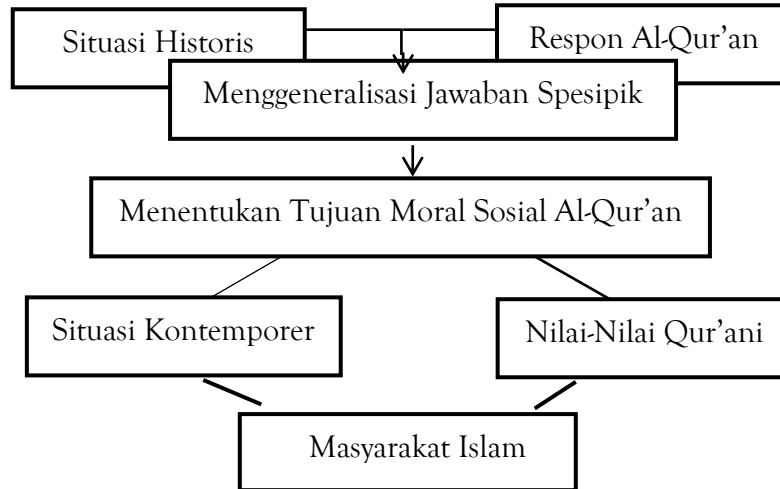 Situasi Historis
Respon Al-Qur’an
Menggeneralisasi Jawaban Spesipik
Menentukan Tujuan Moral Sosial Al-Qur’an
Situasi Kontemporer
Nilai-Nilai Qur’ani
Masyarakat Islam